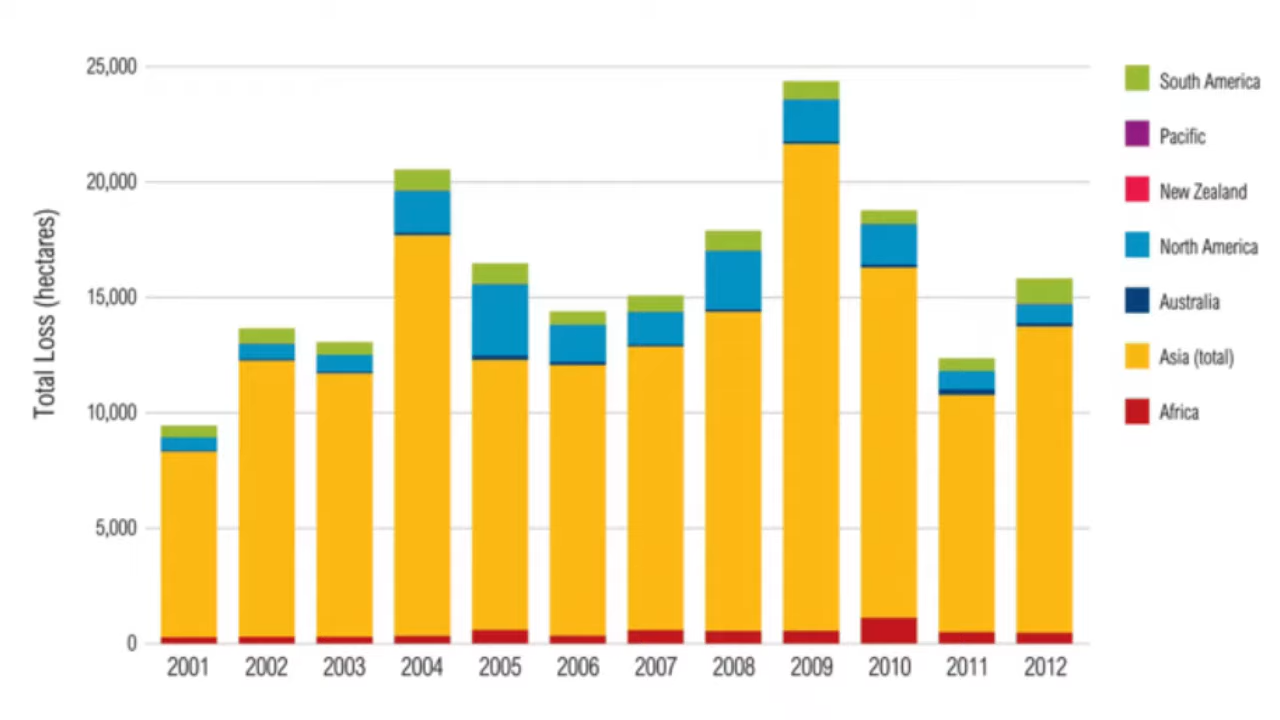 25,000
20,000
15,000
10,000
5,000
0
Total Loss (hectares)
2001 2002 2003 2004 2005 2006 2007 2008 2009 2010 2011 2012
South America
Pacific
New Zealand
North America
Australia
Asia (total)
Africa